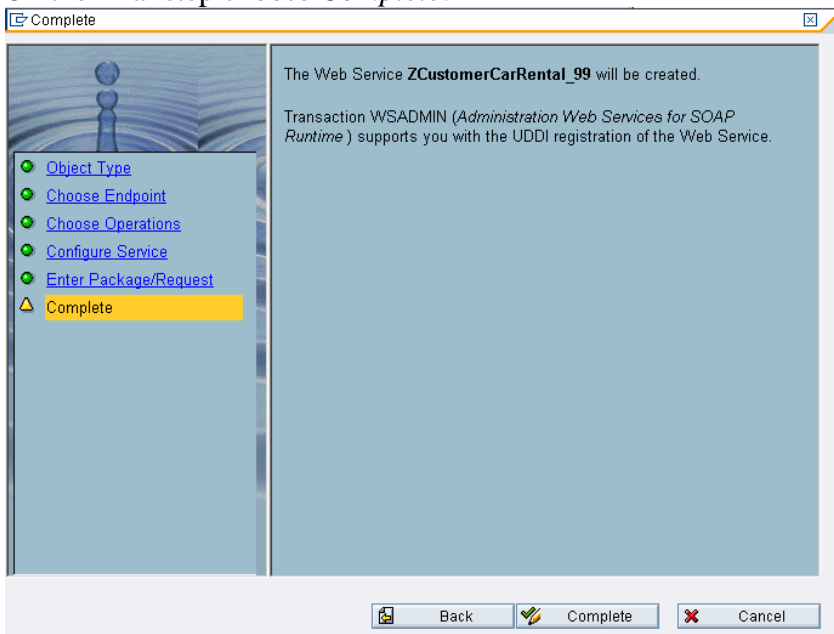 Complete
The Web Service ZCustomerCarRental_99 will be created.
Transaction WSADMIN (Administration Web Services for SOAP
Runtime ) supports you with the UDDI registration of the Web Service.
Object Type
Choose Endpoint
Choose Operations
Configure Service
Enter Package/Request
Complete
Back
Complete
Cancel